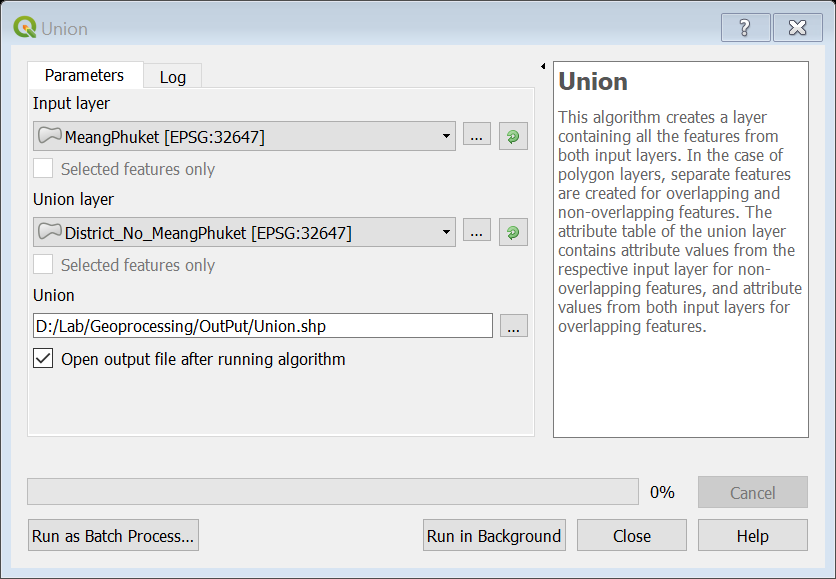 Union
Parameters
Log
Input layer
MeangPhuket [EPSG:32647]
...
Selected features only
Union layer
District_No_MeangPhuket [EPSG:32647]
...
Selected features only
Union
D:/Lab/Geoprocessing/OutPut/Union.shp
...
Open output file after running algorithm
Union
This algorithm creates a layer
containing all the features from
both input layers. In the case of
polygon layers, separate features
are created for overlapping and
non-overlapping features. The
attribute table of the union layer
contains attribute values from the
respective input layer for non-
overlapping features, and attribute
values from both input layers for
overlapping features.
0%
Cancel
Run as Batch Process...
Run in Background
Close
Help